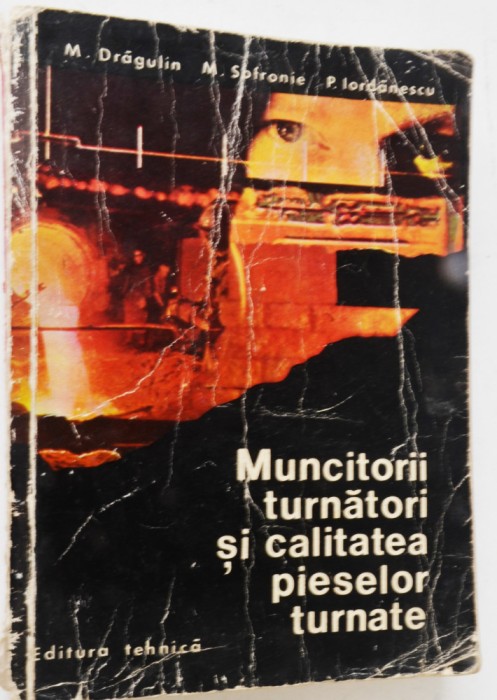 M. Drăgulin M. Sofronie P. Iordănescu
Muncitorii
turnători
și calitatea
pieselor
turnate
Editura tehnică